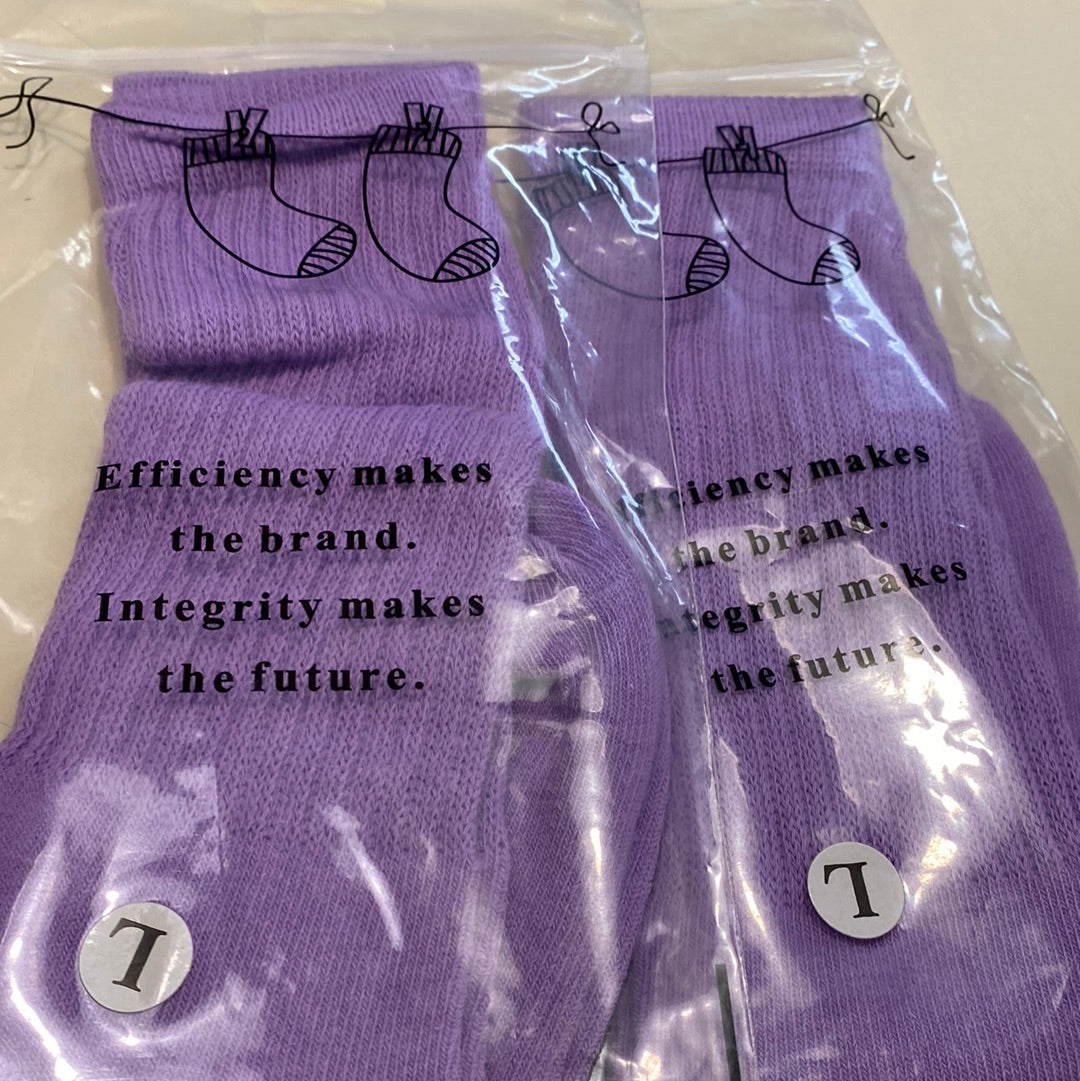 Efficiency makes
the brand.
Integrity makes
the future.
L
Efficiency makes
the brand.
Integrity makes
the future.
L